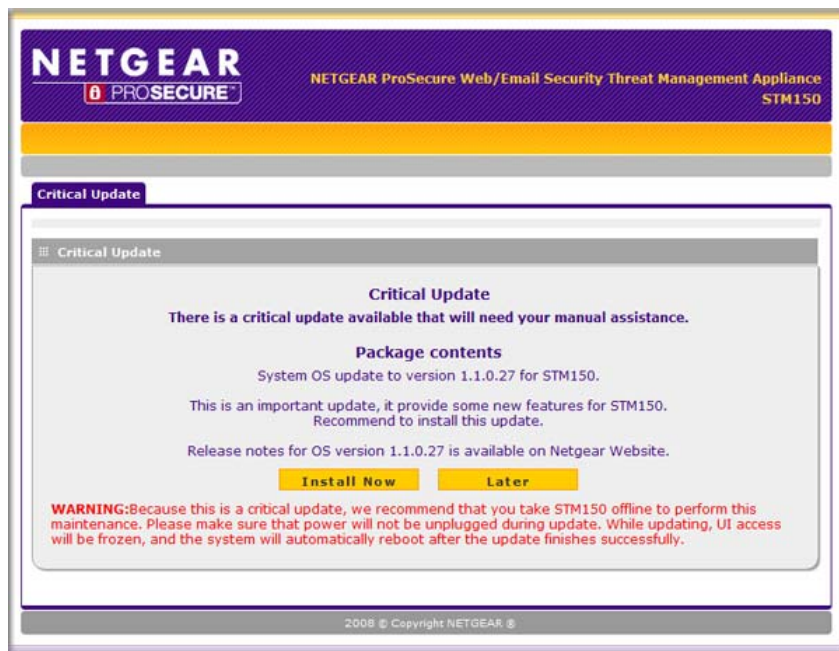 NETGEAR
PROSECURE™
NETGEAR ProSecure Web/Email Security Threat Management Appliance
STM150
Critical Update
Critical Update
Critical Update
There is a critical update available that will need your manual assistance.
Package contents
System OS update to version 1.1.0.27 for STM150.
This is an important update, it provide some new features for STM150.
Recommend to install this update.
Release notes for OS version 1.1.0.27 is available on Netgear Website.
Install Now
Later
WARNING:Because this is a critical update, we recommend that you take STM150 offline to perform this
maintenance. Please make sure that power will not be unplugged during update. While updating, UI access
will be frozen, and the system will automatically reboot after the update finishes successfully.
2008 © Copyright NETGEAR ®